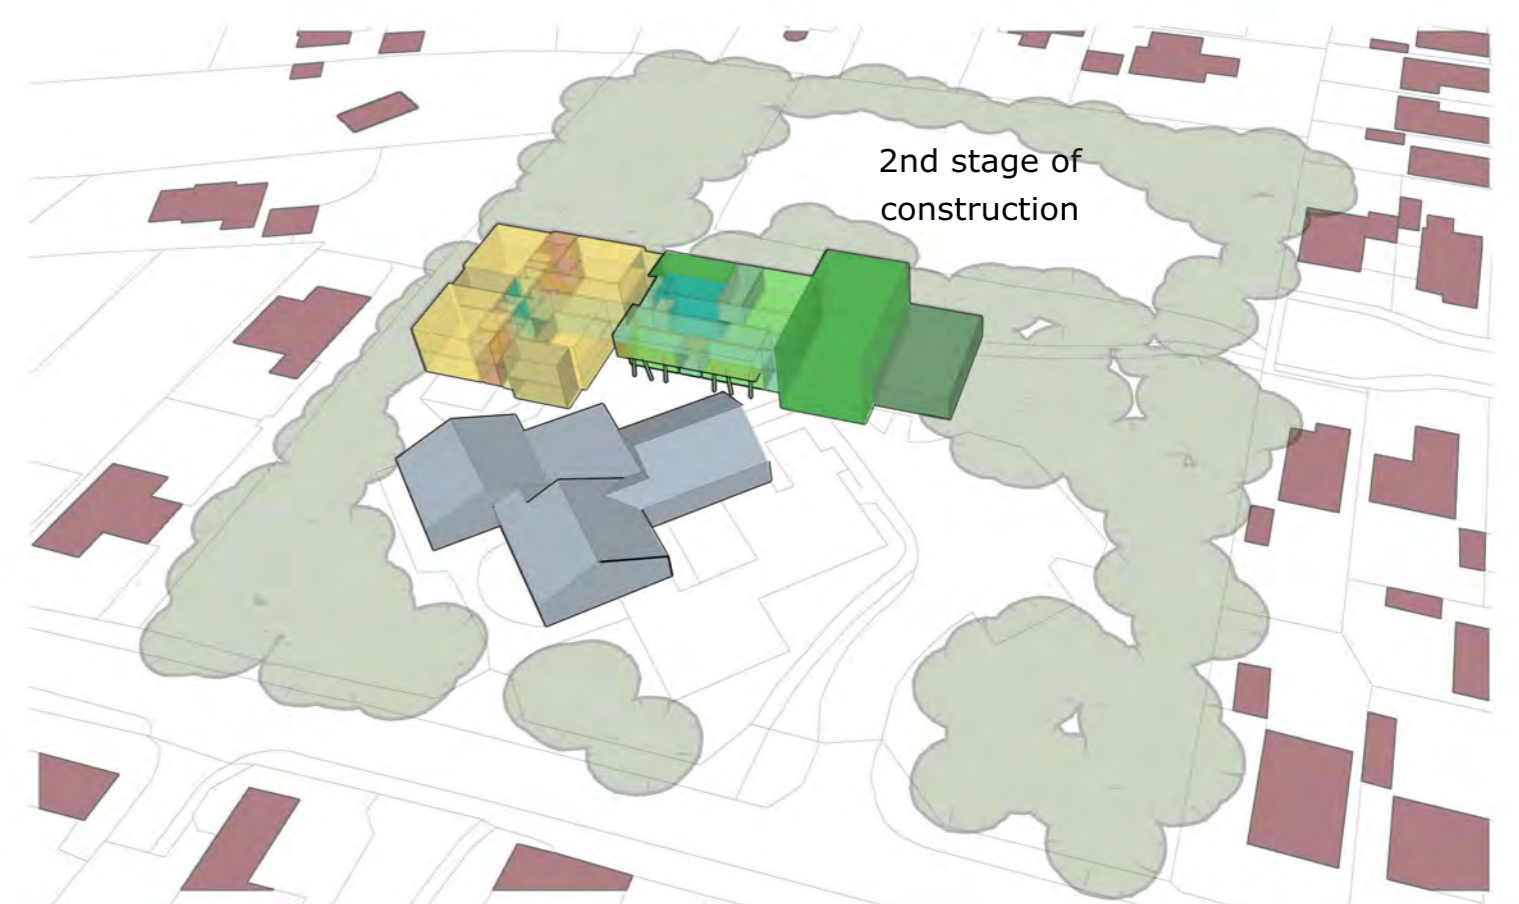 2nd stage of
construction